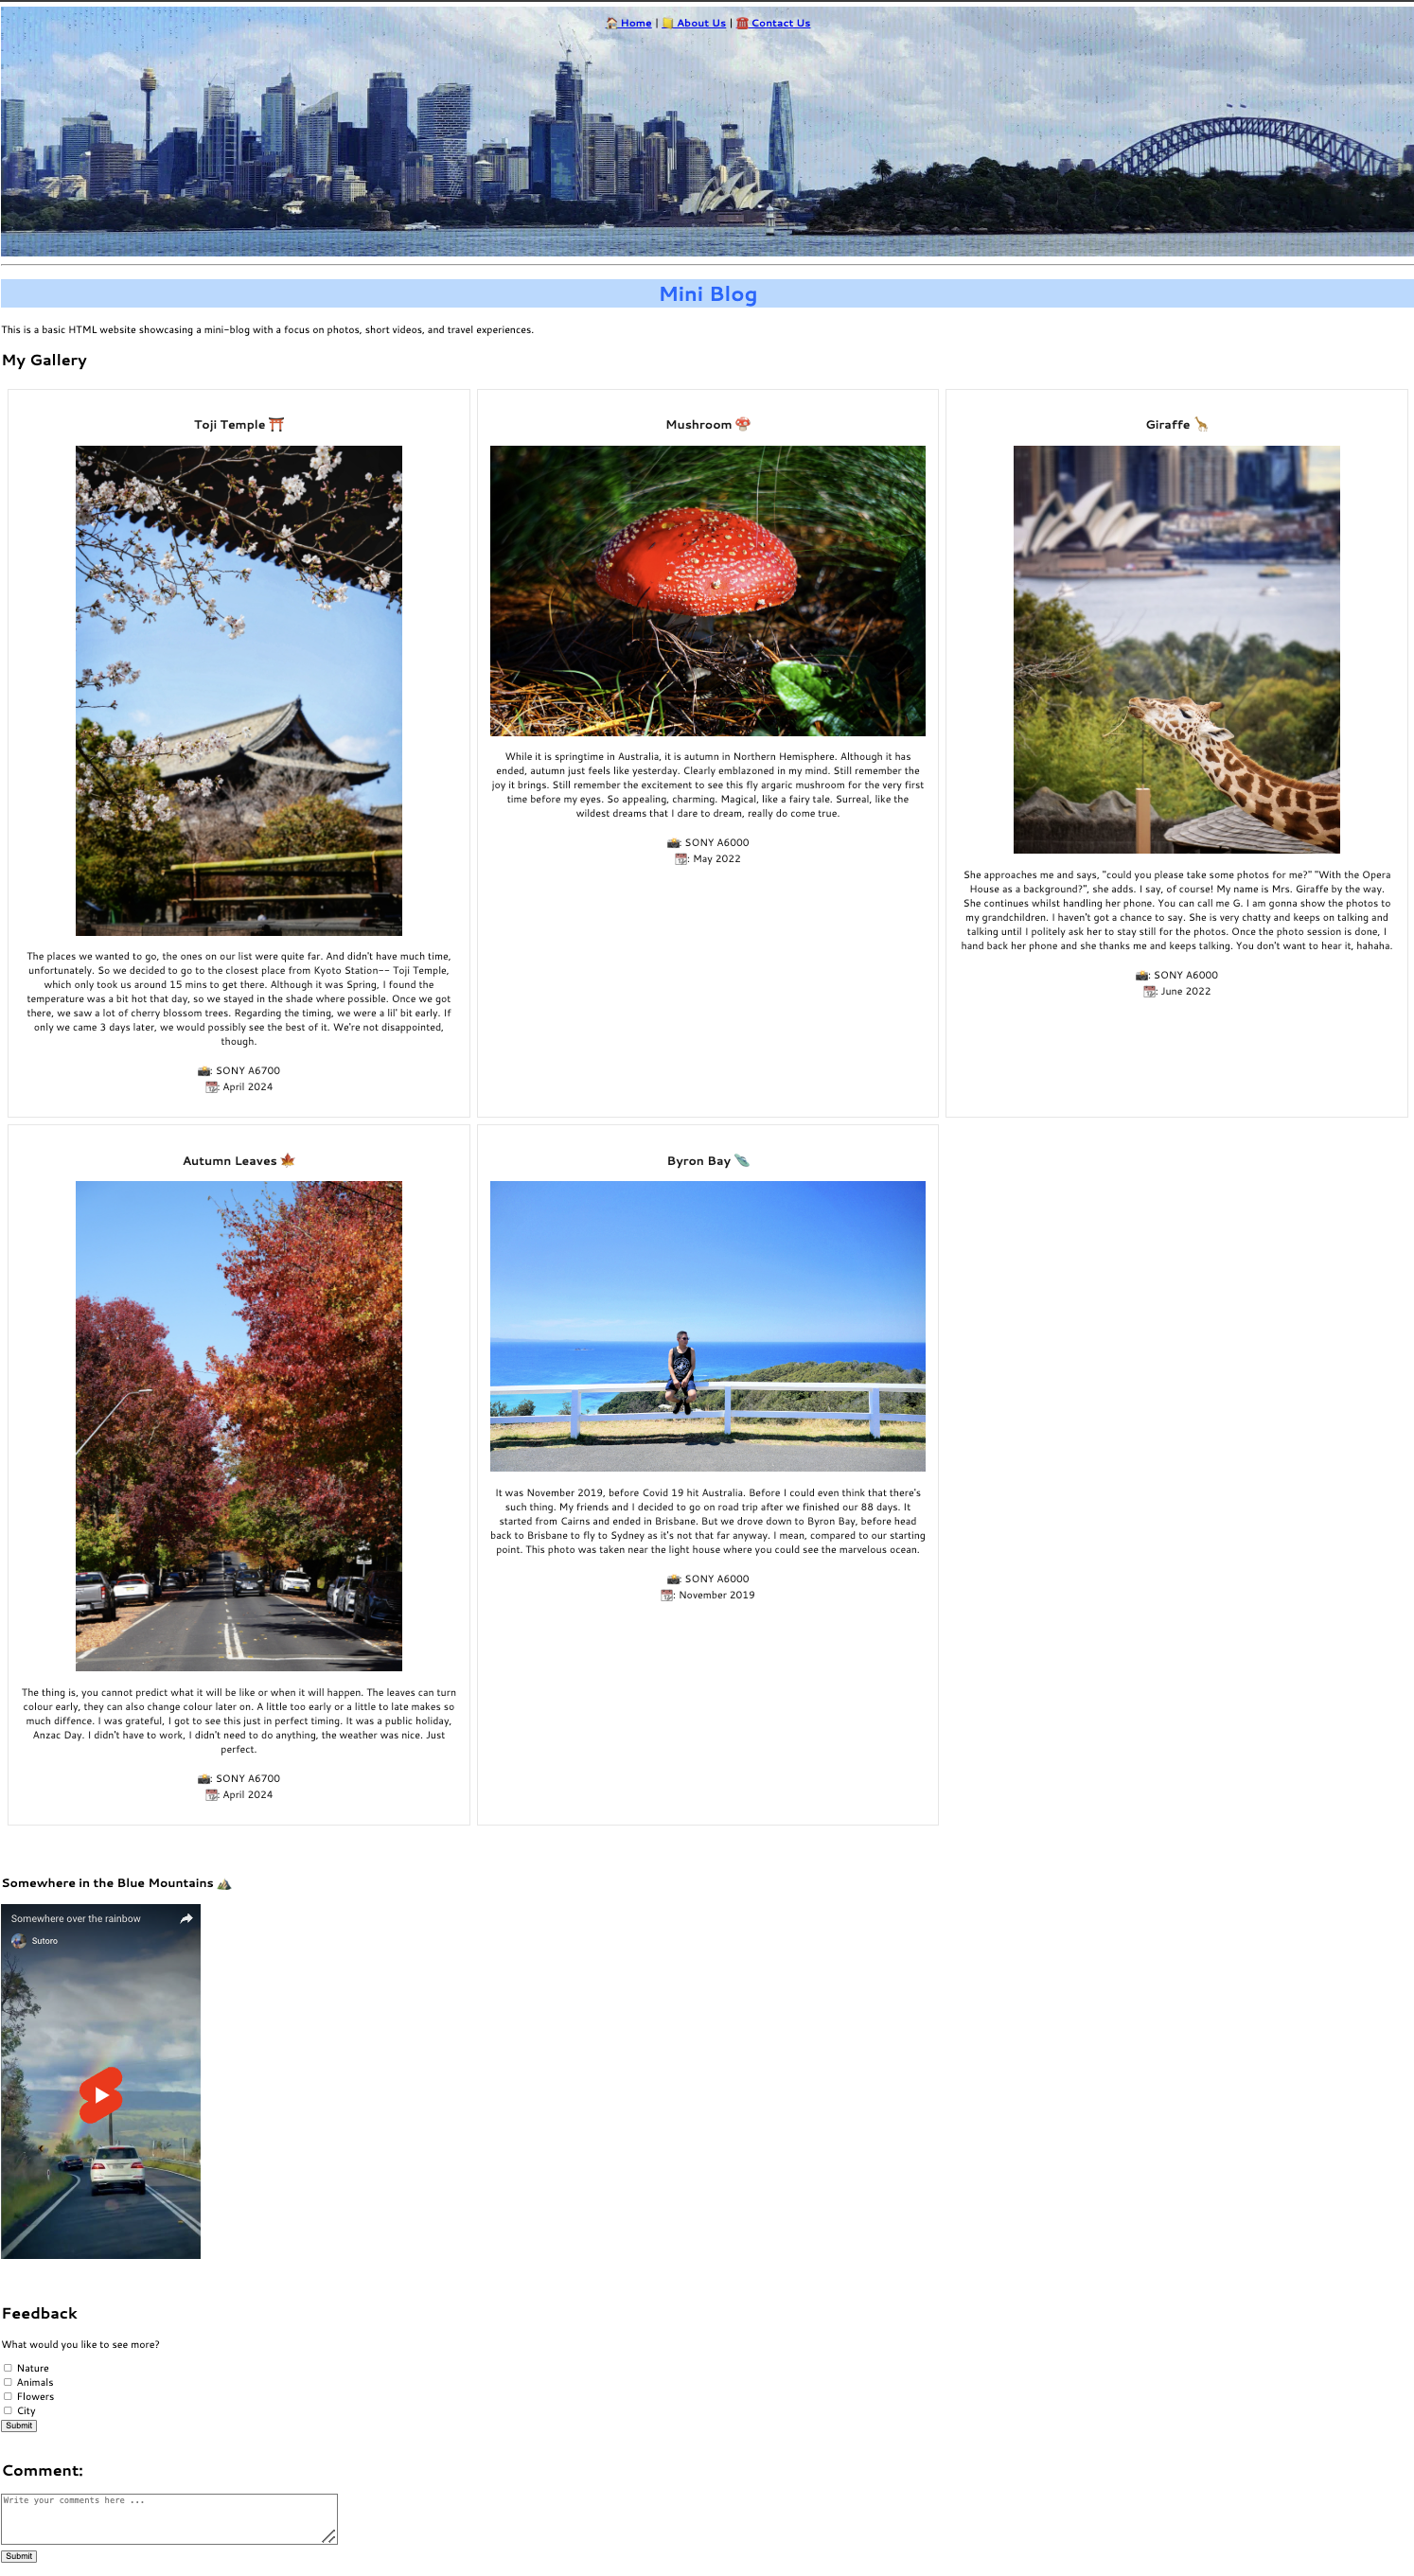 🏠 Home | 📒 About Us | ☎️ Contact Us
Mini Blog
This is a basic HTML website showcasing a mini-blog with a focus on photos, short videos, and travel experiences.
My Gallery
Toji Temple ⛩️
The places we wanted to go, the ones on our list were quite far. And didn't have much time,
unfortunately. So we decided to go to the closest place from Kyoto Station-- Toji Temple,
which only took us around 15 mins to get there. Although it was Spring, I found the
temperature was a bit hot that day, so we stayed in the shade where possible. Once we got
there, we saw a lot of cherry blossom trees. Regarding the timing, we were a lil' bit early. If
only we came 3 days later, we would possibly see the best of it. We're not disappointed,
though.
📸: SONY A6700
📆: April 2024
Mushroom 🍄
While it is springtime in Australia, it is autumn in Northern Hemisphere. Although it has
ended, autumn just feels like yesterday. Clearly emblazoned in my mind. Still remember the
joy it brings. Still remember the excitement to see this fly argaric mushroom for the very first
time before my eyes. So appealing, charming. Magical, like a fairy tale. Surreal, like the
wildest dreams that I dare to dream, really do come true.
📸: SONY A6000
📆: May 2022
Giraffe 🦒
She approaches me and says, "could you please take some photos for me?" "With the Opera
House as a background?", she adds. I say, of course! My name is Mrs. Giraffe by the way.
She continues whilst handling her phone. You can call me G. I am gonna show the photos to
my grandchildren. I haven't got a chance to say. She is very chatty and keeps on talking and
talking until I politely ask her to stay still for the photos. Once the photo session is done, I
hand back her phone and she thanks me and keeps talking. You don't want to hear it, hahaha.
📸: SONY A6000
📆: June 2022
Autumn Leaves 🍁
The thing is, you cannot predict what it will be like or when it will happen. The leaves can turn
colour early, they can also change colour later on. A little too early or a little to late makes so
much diffence. I was grateful, I got to see this just in perfect timing. It was a public holiday,
Anzac Day. I didn't have to work, I didn't need to do anything, the weather was nice. Just
perfect.
📸: SONY A6700
📆: April 2024
Byron Bay
It was November 2019, before Covid 19 hit Australia. Before I could even think that there's
such thing. My friends and I decided to go on road trip after we finished our 88 days. It
started from Cairns and ended in Brisbane. But we drove down to Byron Bay, before head
back to Brisbane to fly to Sydney as it's not that far anyway. I mean, compared to our starting
point. This photo was taken near the light house where you could see the marvelous ocean.
📸: SONY A6000
📆: November 2019
Somewhere in the Blue Mountains ⛰️
Somewhere over the rainbow
Sutoro
Feedback
What would you like to see more?
Nature
Animals
Flowers
City
Submit
Comment:
Write your comments here ...
Submit